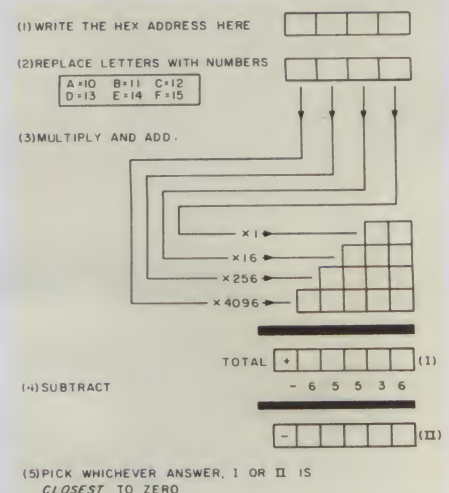 (1) WRITE THE HEX ADDRESS HERE
(2) REPLACE LETTERS WITH NUMBERS
A=10 B=11 C=12
D=13 E=14 F=15
(3) MULTIPLY AND ADD.
×1
×16
×256
×4096
TOTAL + (I)
(4) SUBTRACT - 6 5 5 3 6
- (II)
(5) PICK WHICHEVER ANSWER, I OR II IS
CLOSEST TO ZERO